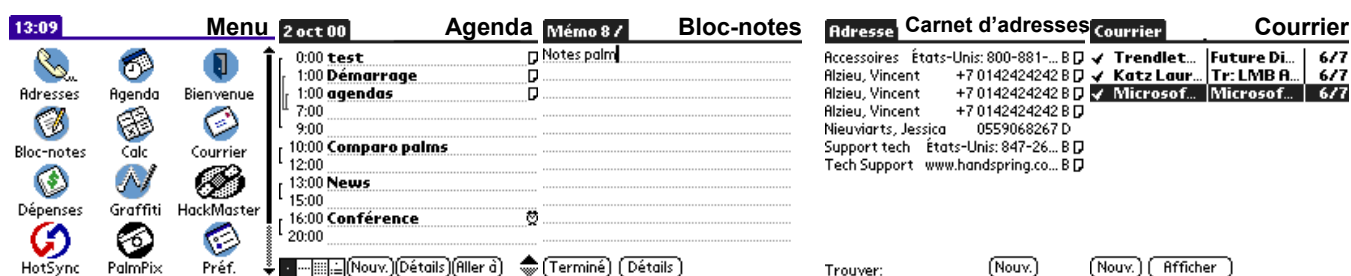 13:09 Menu
Adresses Agenda Bienvenue
Bloc-notes Calc Courrier
Dépenses Graffiti HackMaster
HotSync PalmPix Préf.
2 oct 00 Agenda
0:00 test
1:00 Démarrage
1:00 agendas
7:00
9:00
10:00 Comparo palms
12:00
13:00 News
15:00
16:00 Conférence
20:00
Nouv. Détails Aller à
Mémo 8 / Bloc-notes
Notes palm
Terminé Détails
Adresse Carnet d’adresses
Accessoires États-Unis: 800-881-... B
Alzieu, Vincent +7 0142424242 B
Alzieu, Vincent +7 0142424242 B
Alzieu, Vincent +7 0142424242 B
Nieuviarts, Jessica 0559068267 D
Support tech États-Unis: 847-26... B
Tech Support www.handspring.co... B
Trouver: Nouv.
Courrier Courrier
Trendlet... Future Di... 6/7
Katz Laur... Tr: LMB A... 6/7
Microsof... Microsof... 6/7
Nouv. Afficher